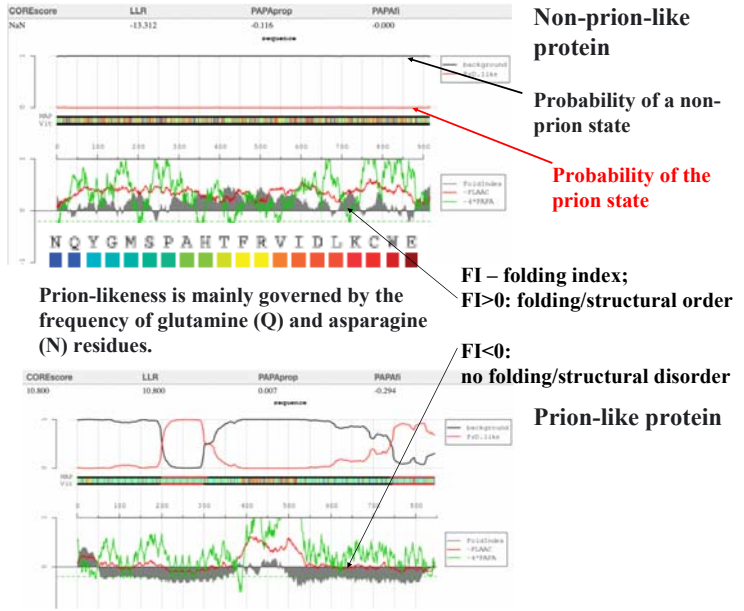 COREscore LLR PAPAprop PAPAfi
NaN -13.312 -0.116 -0.000
sequence
background
PrD.like
MAP
Vit
0 100 200 300 400 500 600 700 800 900
FoldIndex
-PLAAC
-4*PAPA
N Q Y G M S P A H T F R V I D L K C W E
Non-prion-like
protein
Probability of a non-
prion state
Probability of the
prion state
FI – folding index;
FI>0: folding/structural order
Prion-likeness is mainly governed by the
frequency of glutamine (Q) and asparagine
(N) residues.
FI<0:
no folding/structural disorder
Prion-like protein
COREscore LLR PAPAprop PAPAfi
10.800 10.800 0.007 -0.294
sequence
background
PrD.like
MAP
Vit
0 100 200 300 400 500 600 700 800
FoldIndex
-PLAAC
-4*PAPA